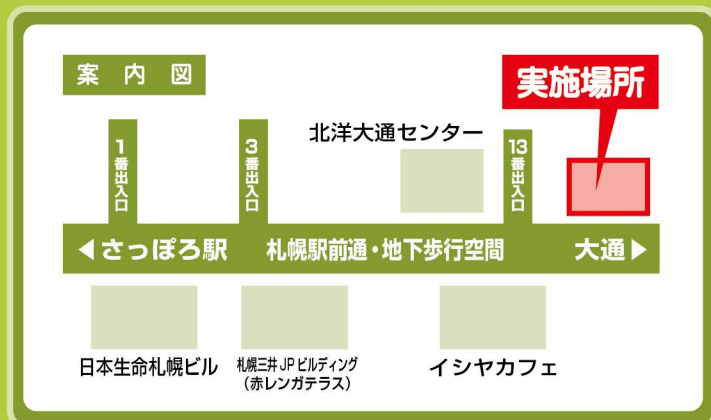 案内図
実施場所
北洋大通センター
1番出入口
3番出入口
13番出入口
◀さっぽろ駅
札幌駅前通・地下歩行空間
大通▶
日本生命札幌ビル
札幌三井JPビルディング
（赤レンガテラス）
イシヤカフェ